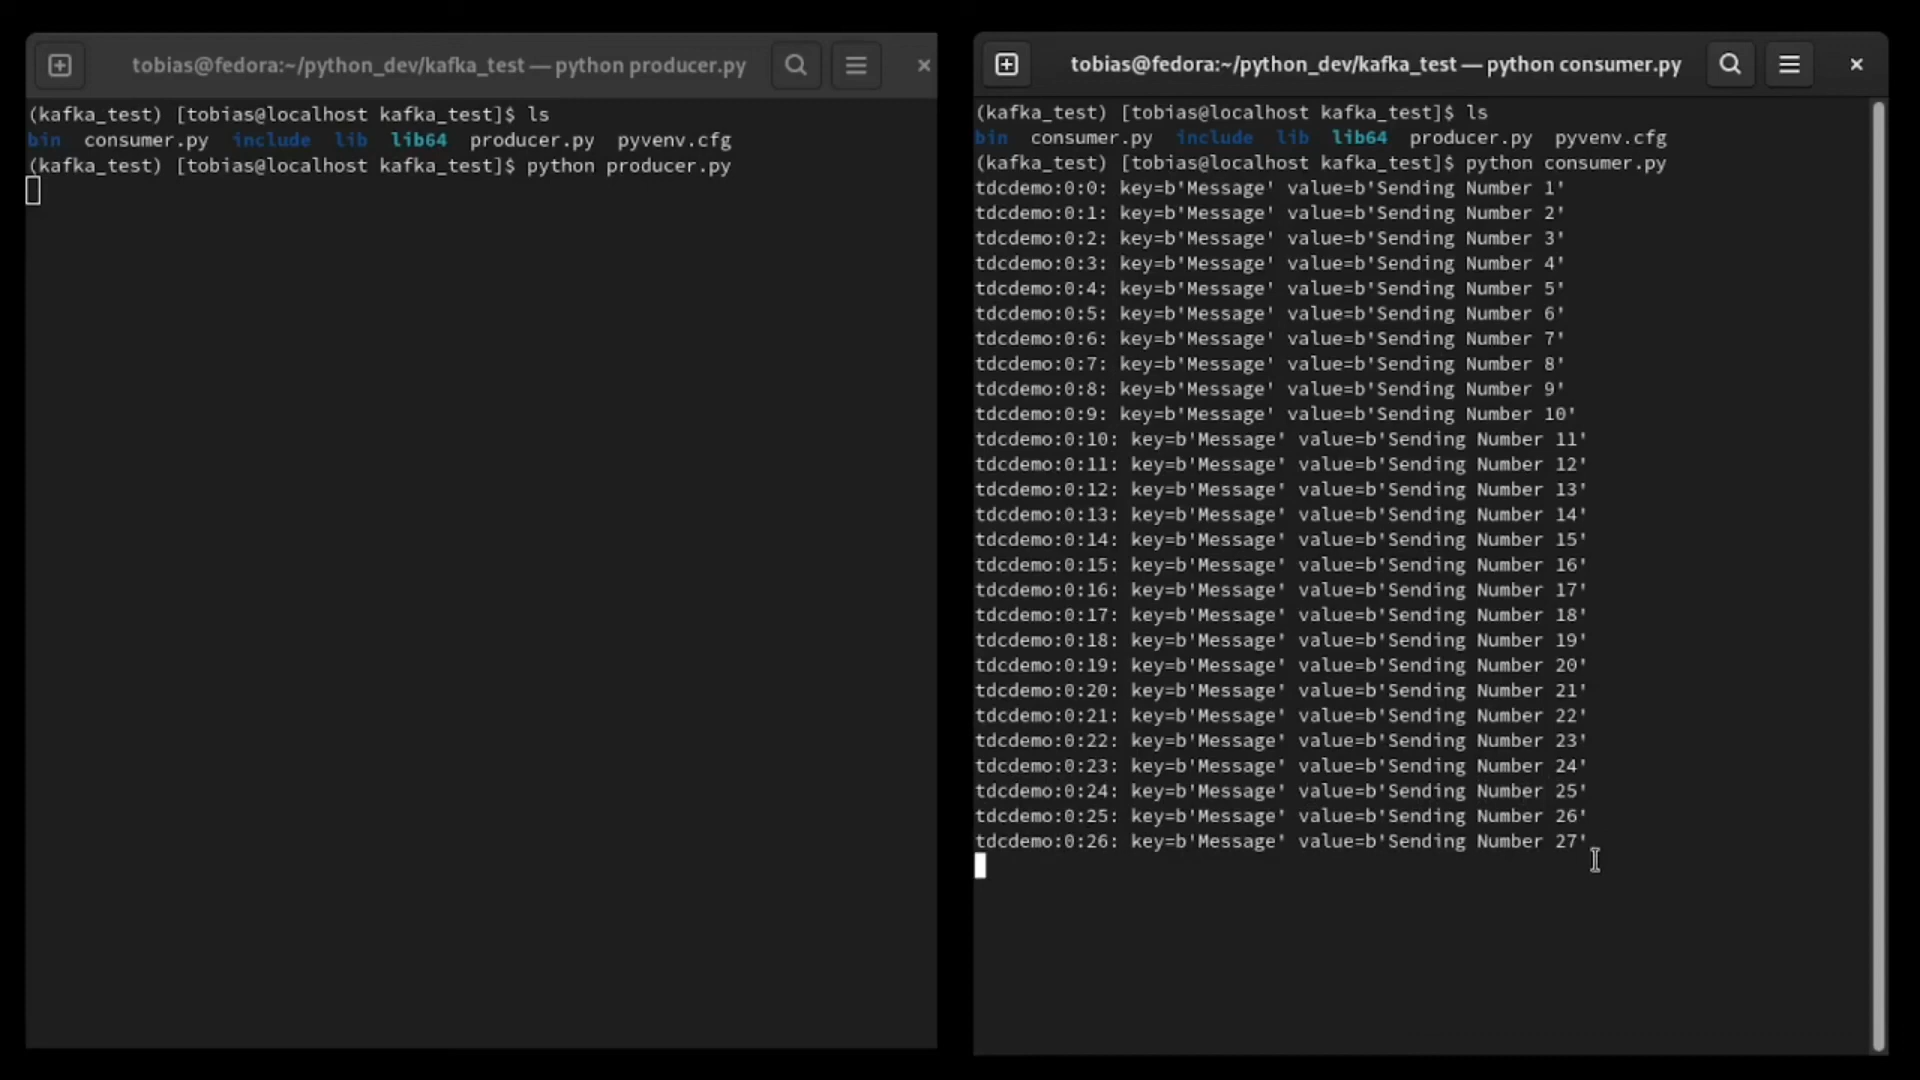 tobias@fedora:~/python_dev/kafka_test — python producer.py
(kafka_test) [tobias@localhost kafka_test]$ ls
bin consumer.py include lib lib64 producer.py pyvenv.cfg
(kafka_test) [tobias@localhost kafka_test]$ python producer.py
tobias@fedora:~/python_dev/kafka_test — python consumer.py
(kafka_test) [tobias@localhost kafka_test]$ ls
bin consumer.py include lib lib64 producer.py pyvenv.cfg
(kafka_test) [tobias@localhost kafka_test]$ python consumer.py
tdcdemo:0:0: key=b'Message' value=b'Sending Number 1'
tdcdemo:0:1: key=b'Message' value=b'Sending Number 2'
tdcdemo:0:2: key=b'Message' value=b'Sending Number 3'
tdcdemo:0:3: key=b'Message' value=b'Sending Number 4'
tdcdemo:0:4: key=b'Message' value=b'Sending Number 5'
tdcdemo:0:5: key=b'Message' value=b'Sending Number 6'
tdcdemo:0:6: key=b'Message' value=b'Sending Number 7'
tdcdemo:0:7: key=b'Message' value=b'Sending Number 8'
tdcdemo:0:8: key=b'Message' value=b'Sending Number 9'
tdcdemo:0:9: key=b'Message' value=b'Sending Number 10'
tdcdemo:0:10: key=b'Message' value=b'Sending Number 11'
tdcdemo:0:11: key=b'Message' value=b'Sending Number 12'
tdcdemo:0:12: key=b'Message' value=b'Sending Number 13'
tdcdemo:0:13: key=b'Message' value=b'Sending Number 14'
tdcdemo:0:14: key=b'Message' value=b'Sending Number 15'
tdcdemo:0:15: key=b'Message' value=b'Sending Number 16'
tdcdemo:0:16: key=b'Message' value=b'Sending Number 17'
tdcdemo:0:17: key=b'Message' value=b'Sending Number 18'
tdcdemo:0:18: key=b'Message' value=b'Sending Number 19'
tdcdemo:0:19: key=b'Message' value=b'Sending Number 20'
tdcdemo:0:20: key=b'Message' value=b'Sending Number 21'
tdcdemo:0:21: key=b'Message' value=b'Sending Number 22'
tdcdemo:0:22: key=b'Message' value=b'Sending Number 23'
tdcdemo:0:23: key=b'Message' value=b'Sending Number 24'
tdcdemo:0:24: key=b'Message' value=b'Sending Number 25'
tdcdemo:0:25: key=b'Message' value=b'Sending Number 26'
tdcdemo:0:26: key=b'Message' value=b'Sending Number 27'